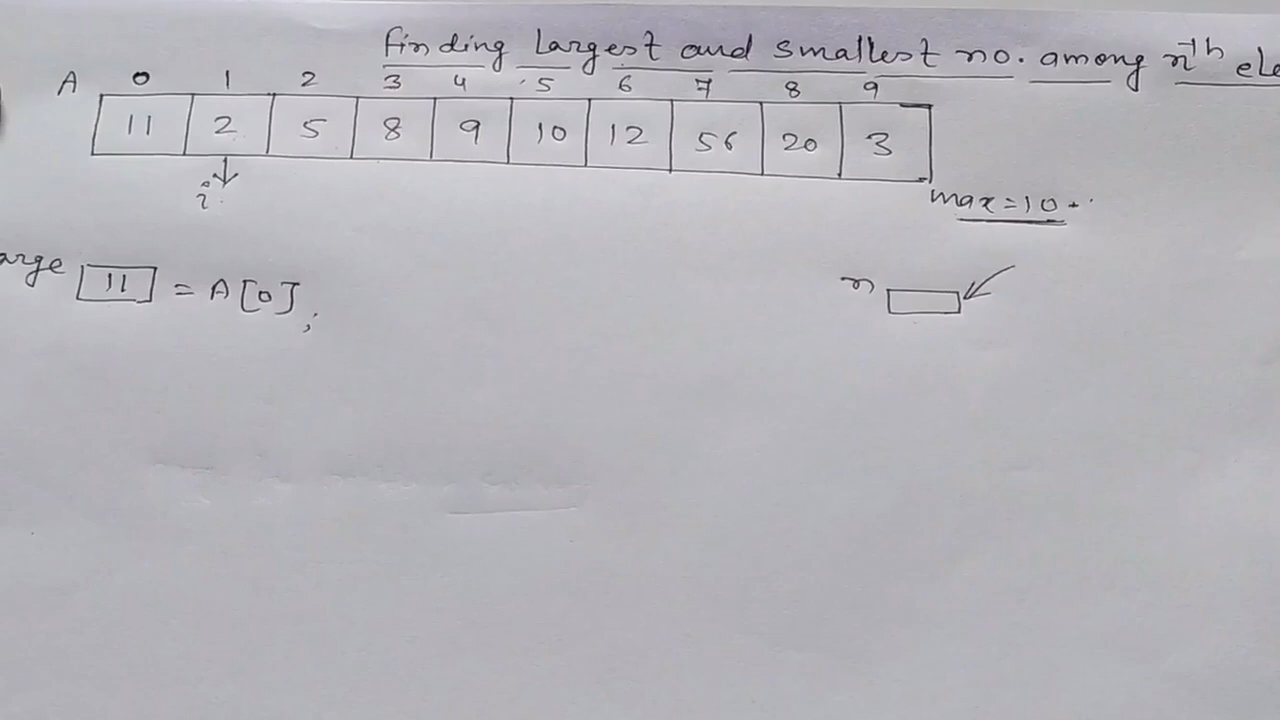 Finding Largest and Smallest no. among nth ele
A 0 1 2 3 4 5 6 7 8 9
11 2 5 8 9 10 12 56 20 3
i
max=10
arge 11 = A[0];
n